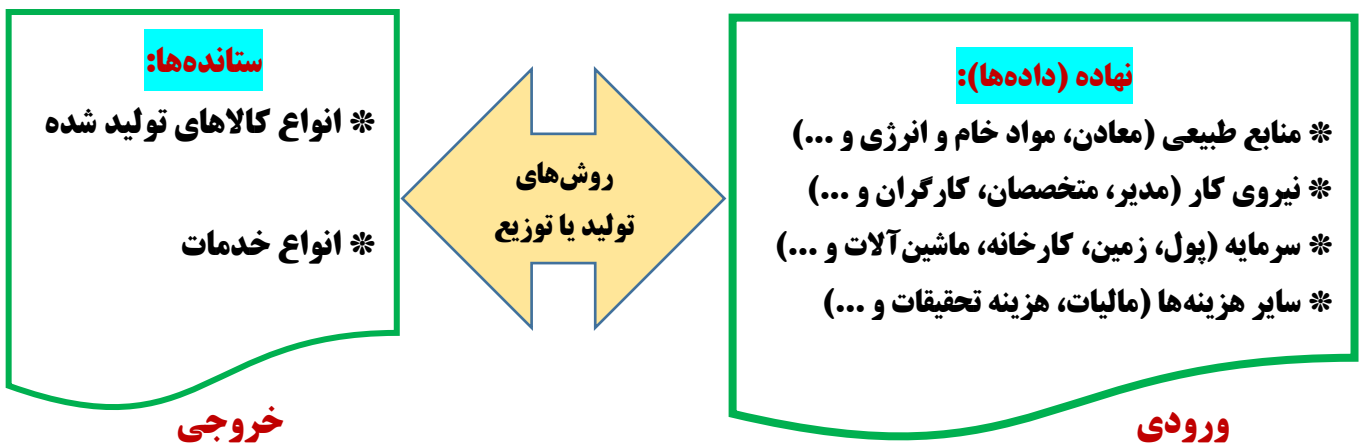 نهاده (داده‌ها):
❊ منابع طبیعی (معادن، مواد خام و انرژی و ...)
❊ نیروی کار (مدیر، متخصصان، کارگران و ...)
❊ سرمایه (پول، زمین، کارخانه، ماشین‌آلات و ...)
❊ سایر هزینه‌ها (مالیات، هزینه تحقیقات و ...)
ورودی
روش‌های
تولید یا توزیع
ستانده‌ها:
❊ انواع کالاهای تولید شده
❊ انواع خدمات
خروجی